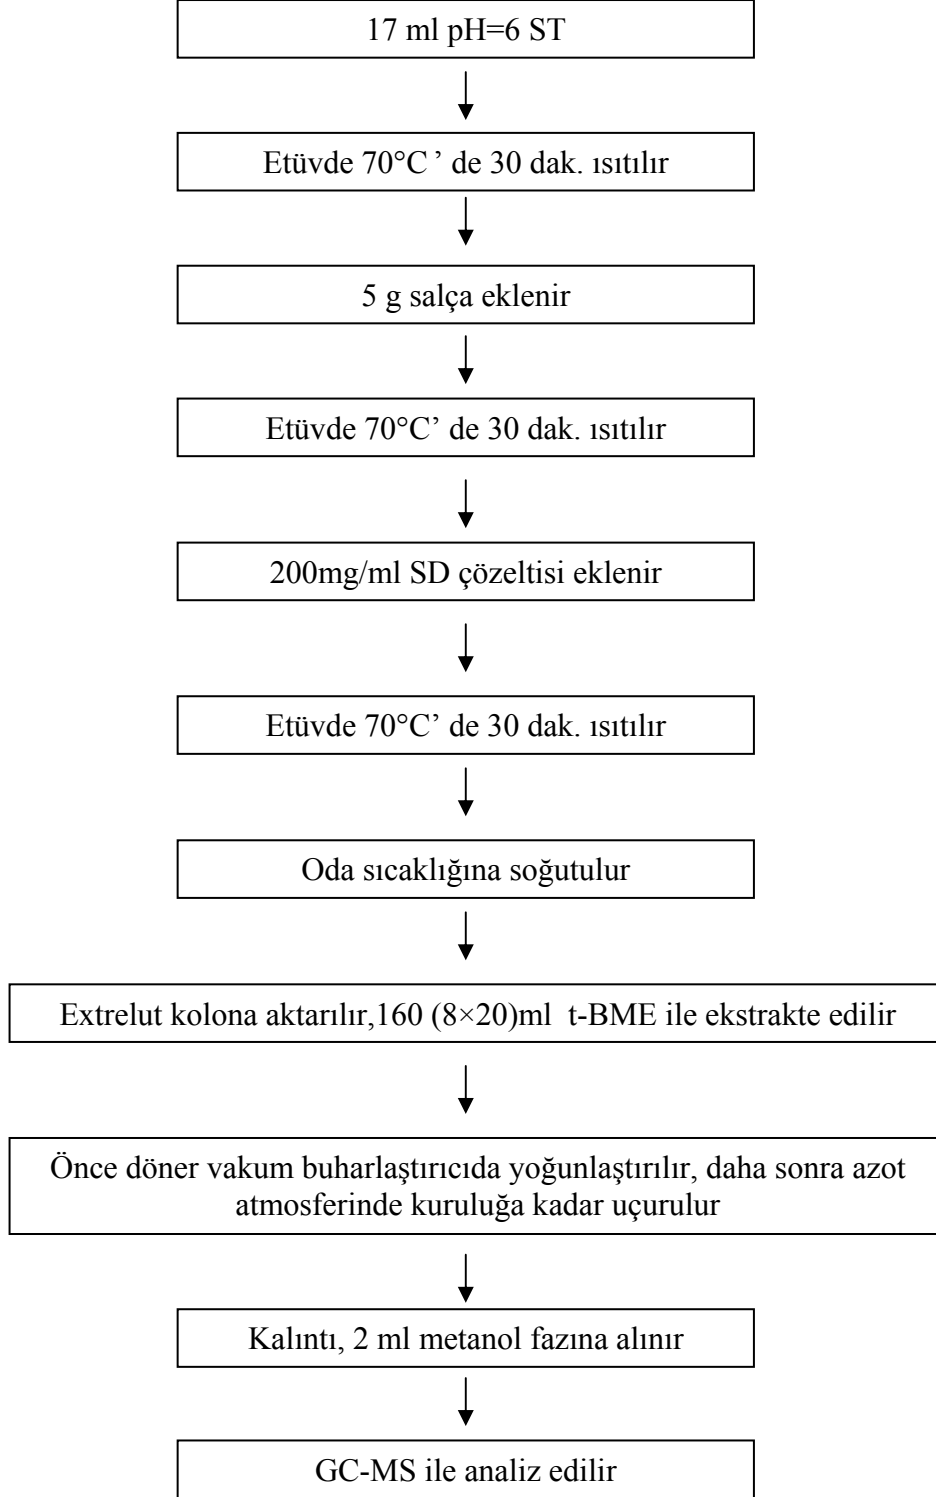 17 ml pH=6 ST
Etüvde 70°C ’ de 30 dak. ısıtılır
5 g salça eklenir
Etüvde 70°C’ de 30 dak. ısıtılır
200mg/ml SD çözeltisi eklenir
Etüvde 70°C’ de 30 dak. ısıtılır
Oda sıcaklığına soğutulur
Extrelut kolona aktarılır,160 (8×20)ml t-BME ile ekstrakte edilir
Önce döner vakum buharlaştırıcıda yoğunlaştırılır, daha sonra azot
atmosferinde kuruluğa kadar uçurulur
Kalıntı, 2 ml metanol fazına alınır
GC-MS ile analiz edilir